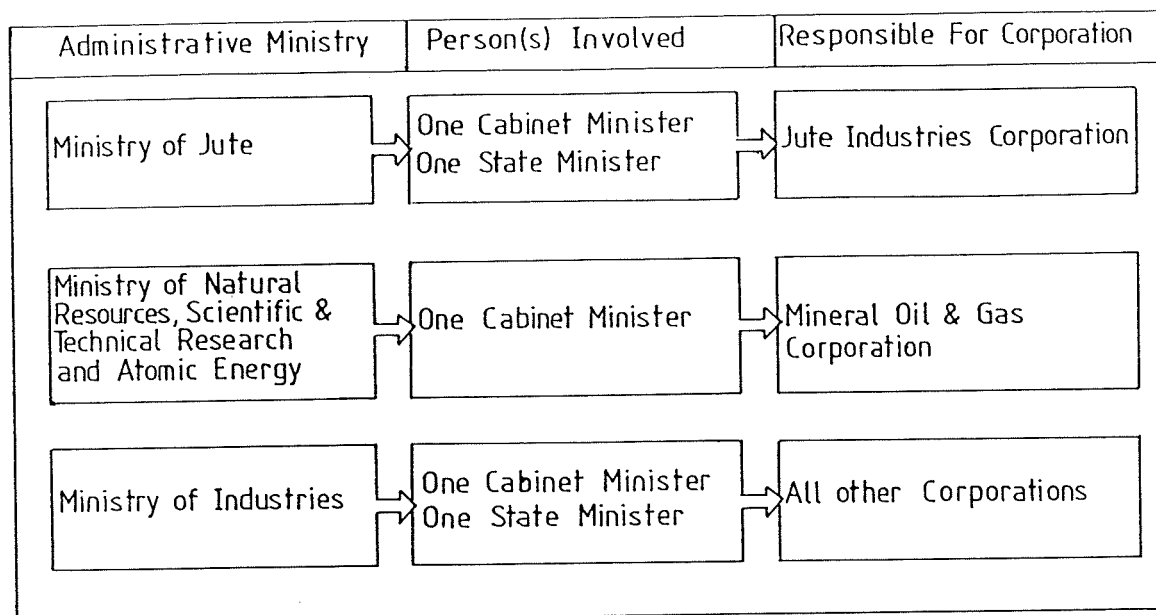 Administrative Ministry
Person(s) Involved
Responsible For Corporation
Ministry of Jute
One Cabinet Minister
One State Minister
Jute Industries Corporation
Ministry of Natural
Resources, Scientific &
Technical Research
and Atomic Energy
One Cabinet Minister
Mineral Oil & Gas
Corporation
Ministry of Industries
One Cabinet Minister
One State Minister
All other Corporations